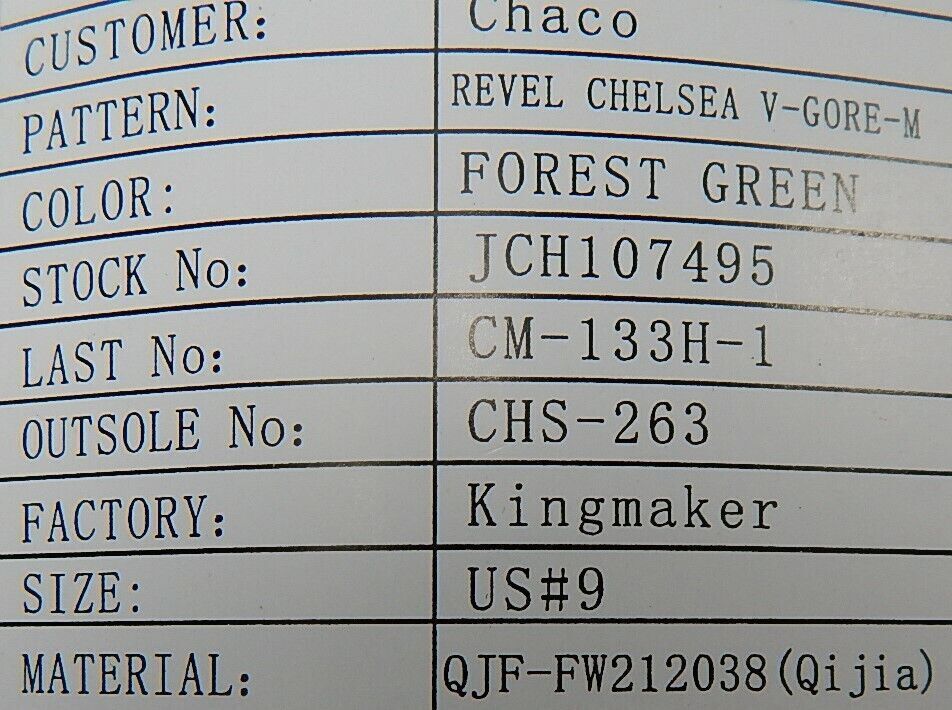 CUSTOMER: Chaco
PATTERN: REVEL CHELSEA V-GORE-M
COLOR: FOREST GREEN
STOCK No: JCH107495
LAST No: CM-133H-1
OUTSOLE No: CHS-263
FACTORY: Kingmaker
SIZE: US#9
MATERIAL: QJF-FW212038(Qijia)